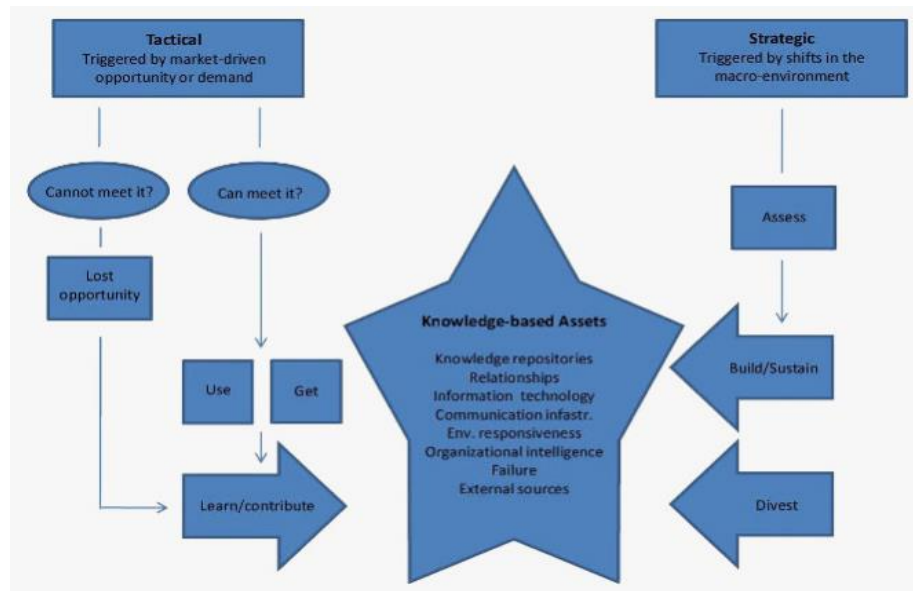 Tactical
Triggered by market-driven
opportunity or demand
Strategic
Triggered by shifts in the
macro-environment
Cannot meet it?
Can meet it?
Assess
Lost
opportunity
Use
Get
Learn/contribute
Knowledge-based Assets
Knowledge repositories
Relationships
Information technology
Communication infastr.
Env. responsiveness
Organizational intelligence
Failure
External sources
Build/Sustain
Divest